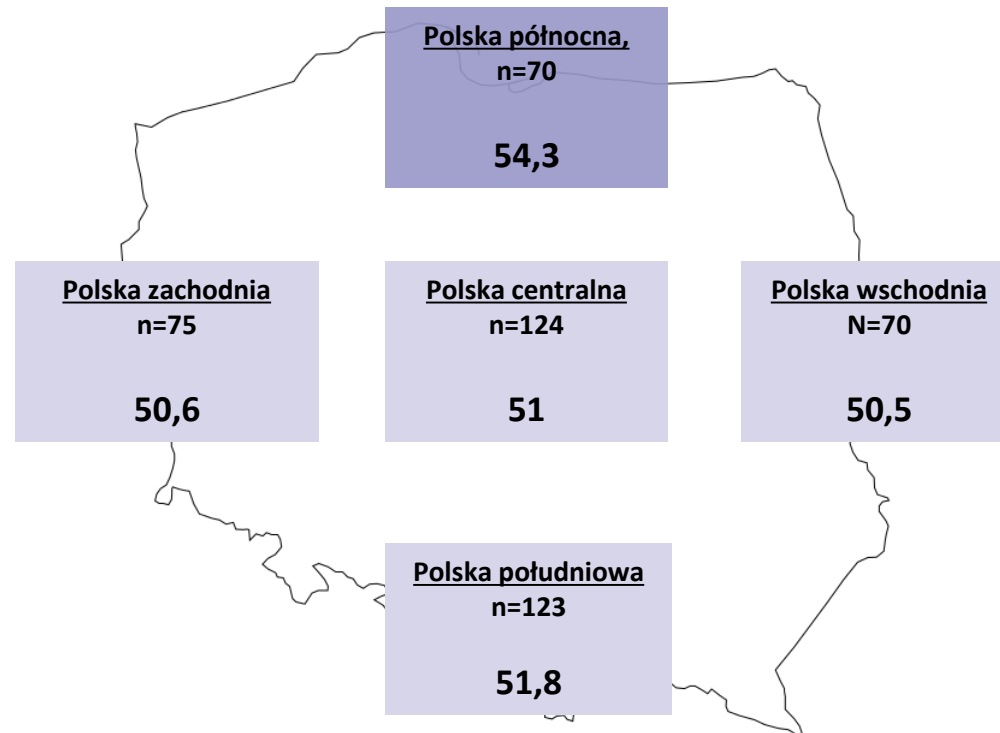 Polska północna,
n=70
54,3
Polska zachodnia
n=75
50,6
Polska centralna
n=124
51
Polska wschodnia
N=70
50,5
Polska południowa
n=123
51,8